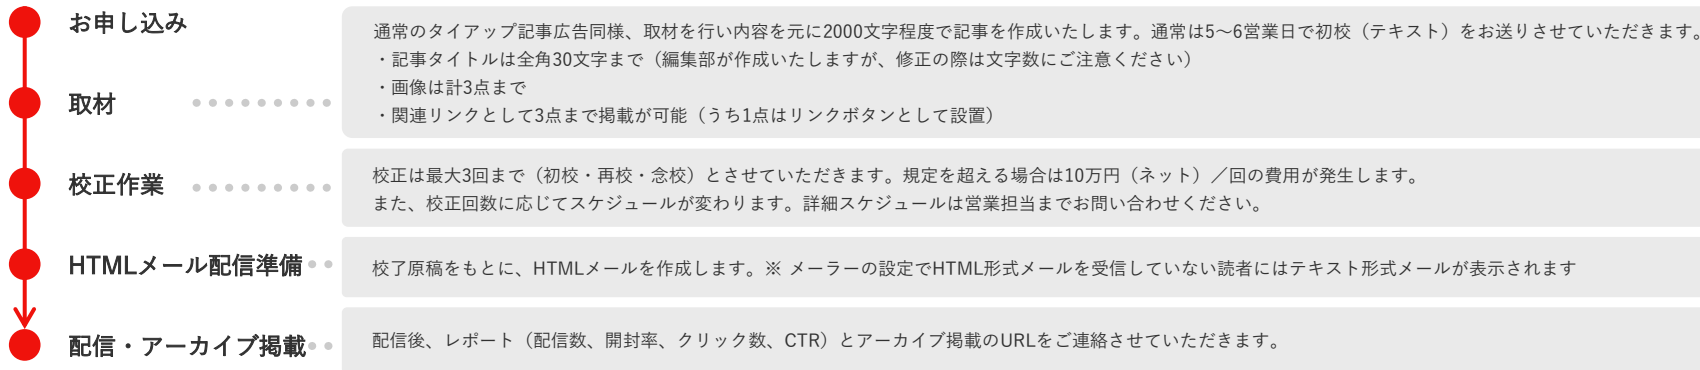 お申し込み
通常のタイアップ記事広告同様、取材を行い内容を元に2000文字程度で記事を作成いたします。通常は5〜6営業日で初校（テキスト）をお送りさせていただきます。
・記事タイトルは全角30文字まで（編集部が作成いたしますが、修正の際は文字数にご注意ください）
取材
・画像は計3点まで
・関連リンクとして3点まで掲載が可能（うち1点はリンクボタンとして設置）
校正作業
校正は最大3回まで（初校・再校・念校）とさせていただきます。規定を超える場合は10万円（ネット）／回の費用が発生します。
また、校正回数に応じてスケジュールが変わります。詳細スケジュールは営業担当までお問い合わせください。
HTMLメール配信準備
校了原稿をもとに、HTMLメールを作成します。※ メーラーの設定でHTML形式メールを受信していない読者にはテキスト形式メールが表示されます
配信・アーカイブ掲載
配信後、レポート（配信数、開封率、クリック数、CTR）とアーカイブ掲載のURLをご連絡させていただきます。